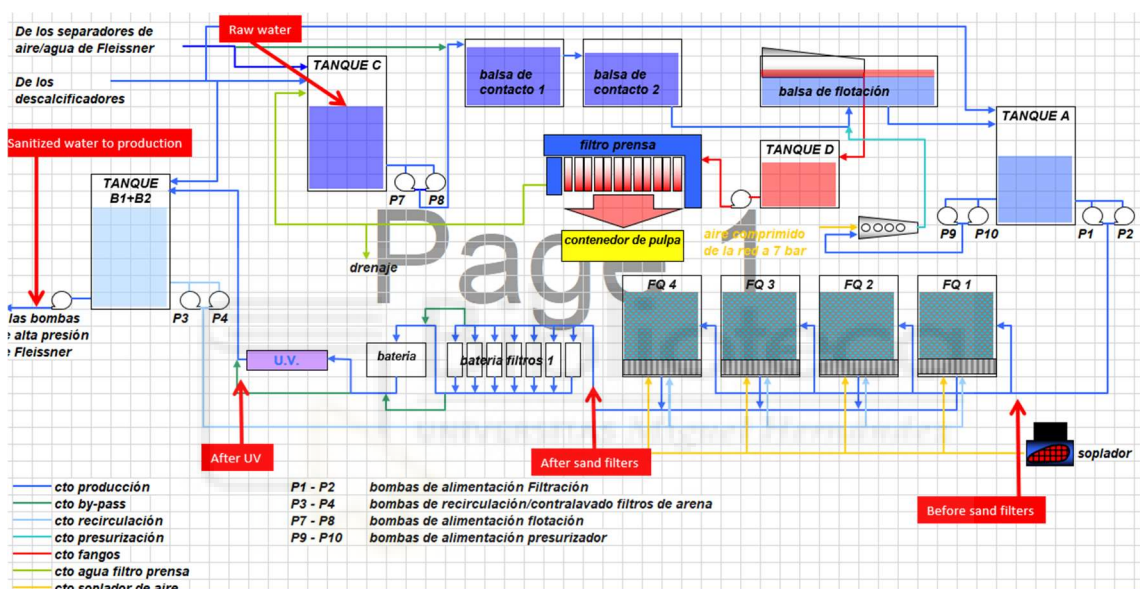 De los separadores de
aire/agua de Fleissner
Raw water
TANQUE C
De los
descalcificadores
balsa de
contacto 1
balsa de
contacto 2
balsa de flotación
TANQUE A
Sanitized water to production
filtro prensa
TANQUE D
TANQUE
B1+B2
P7
P8
Page 1
contenedor de pulpa
aire comprimido
de la red a 7 bar
P9
P10
P1
P2
drenaje
P3
P4
las bombas
alta presión
Fleissner
FQ 4
FQ 3
FQ 2
FQ 1
U.V.
bateria
bateria filtros 1
After UV
After sand filters
Before sand filters
soplador
cto producción
cto by-pass
cto recirculación
cto presurización
cto fangos
cto agua filtro prensa
cto soplador de aire
P1 - P2 bombas de alimentación Filtración
P3 - P4 bombas de recirculación/contralavado filtros de arena
P7 - P8 bombas de alimentación flotación
P9 - P10 bombas de alimentación presurizador